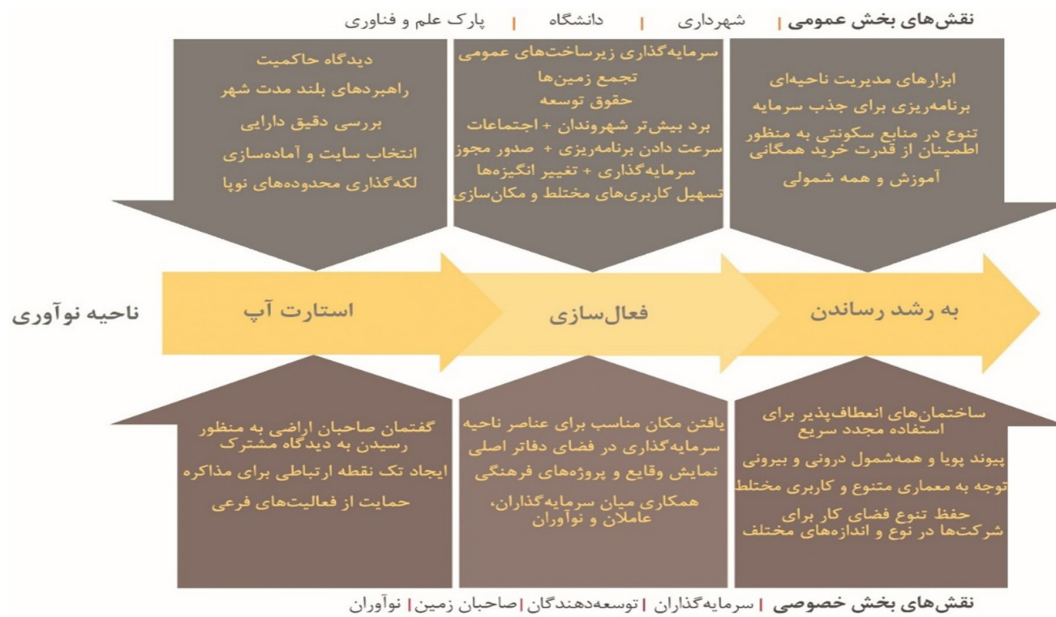 نقش‌های بخش عمومی | شهرداری | دانشگاه | پارک علم و فناوری
ابزارهای مدیریت ناحیه‌ای
برنامه‌ریزی برای جذب سرمایه
تنوع در منابع سکونتی به منظور
اطمینان از قدرت خرید همگانی
آموزش و همه شمولی
سرمایه‌گذاری زیرساخت‌های عمومی
تجمع زمین‌ها
حقوق توسعه
برد بیش‌تر شهروندان + اجتماعات
سرعت دادن برنامه‌ریزی + صدور مجوز
سرمایه‌گذاری + تغییر انگیزه‌ها
تسهیل کاربری‌های مختلط و مکان‌سازی
دیدگاه حاکمیت
راهبردهای بلند مدت شهر
بررسی دقیق دارایی
انتخاب سایت و آماده‌سازی
لکه‌گذاری محدوده‌های نوپا
به رشد رساندن
فعال‌سازی
استارت آپ
ناحیه نوآوری
ساختمان‌های انعطاف‌پذیر برای
استفاده مجدد سریع
پیوند پویا و همه‌شمول درونی و بیرونی
توجه به معماری متنوع و کاربری مختلط
حفظ تنوع فضای کار برای
شرکت‌ها در نوع و اندازه‌های مختلف
یافتن مکان مناسب برای عناصر ناحیه
سرمایه‌گذاری در فضای دفاتر اصلی
نمایش وقایع و پروژه‌های فرهنگی
همکاری میان سرمایه‌گذاران،
عاملان و نوآوران
گفتمان صاحبان اراضی به منظور
رسیدن به دیدگاه مشترک
ایجاد تک نقطه ارتباطی برای مذاکره
حمایت از فعالیت‌های فرعی
نقش‌های بخش خصوصی | سرمایه‌گذاران | توسعه‌دهندگان | صاحبان زمین | نوآوران